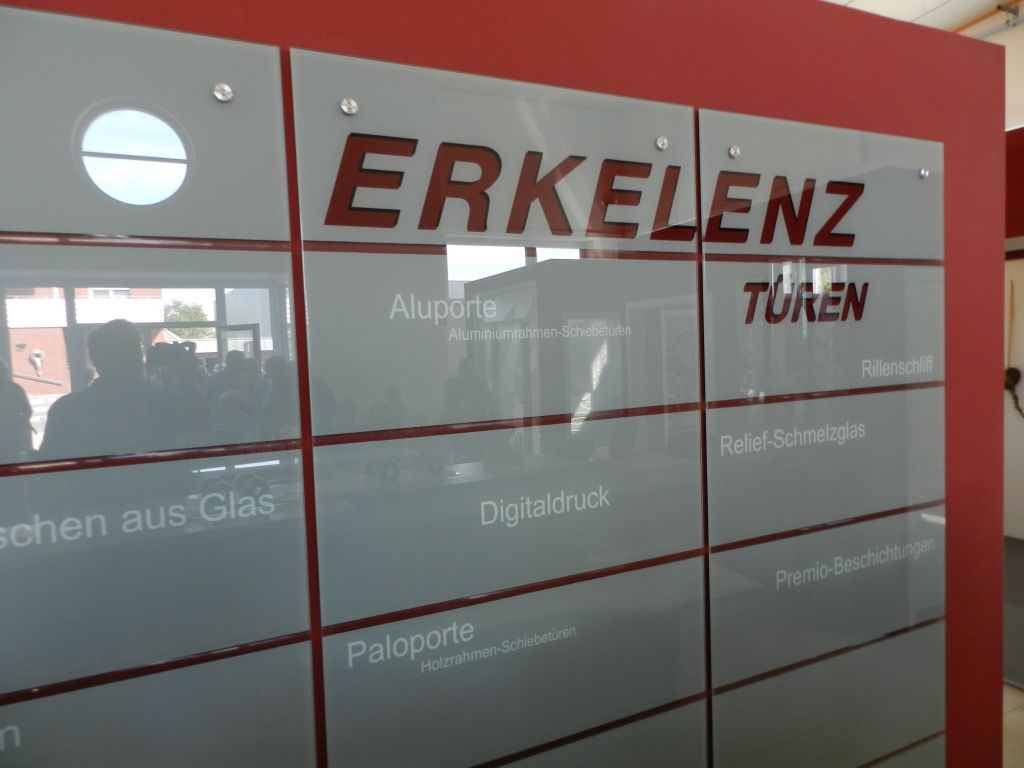 ERKELENZ
TÜREN
Aluporte
Aluminiumrahmen-Schiebetüren
Rillenschliff
Relief-Schmelzglas
schen aus Glas
Digitaldruck
Premio-Beschichtungen
Paloporte
Holzrahmen-Schiebetüren
n